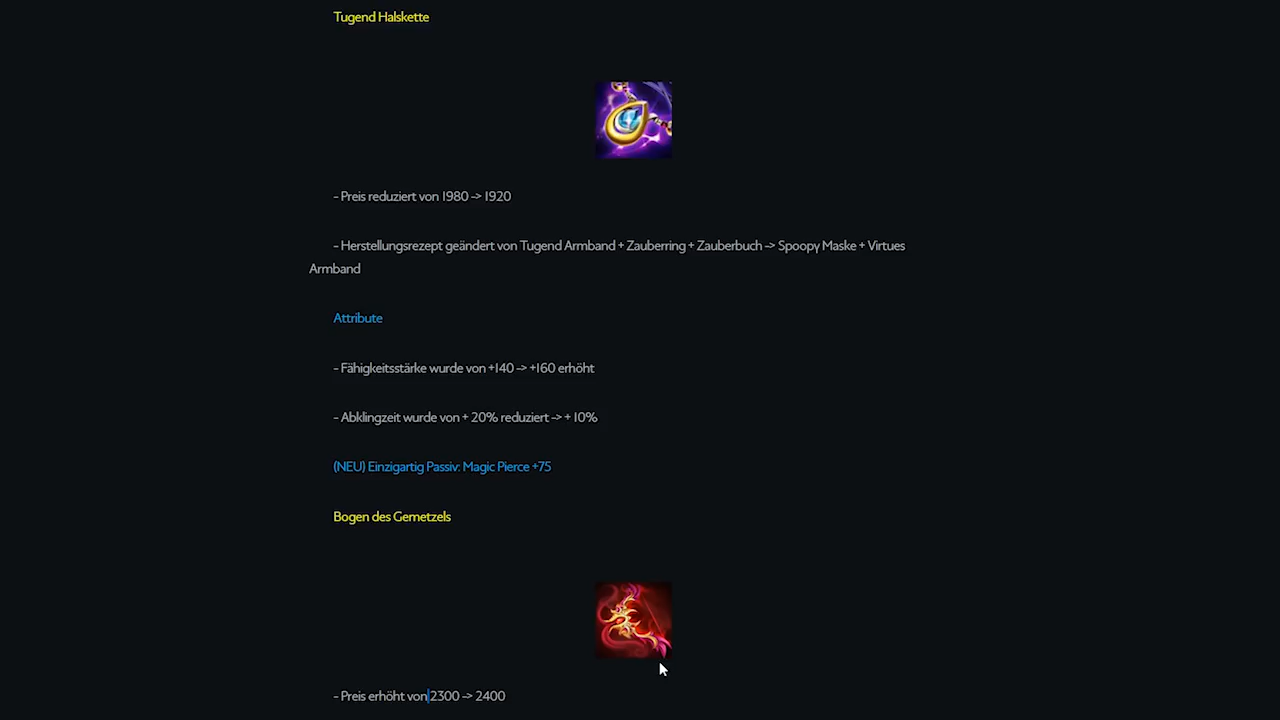 Tugend Halskette
- Preis reduziert von 1980 -> 1920
- Herstellungsrezept geändert von Tugend Armband + Zauberring + Zauberbuch -> Spoopy Maske + Virtues
Armband
Attribute
- Fähigkeitsstärke wurde von +140 -> +160 erhöht
- Abklingzeit wurde von + 20% reduziert -> + 10%
(NEU) Einzigartig Passiv: Magic Pierce +75
Bogen des Gemetzels
- Preis erhöht von 2300 -> 2400